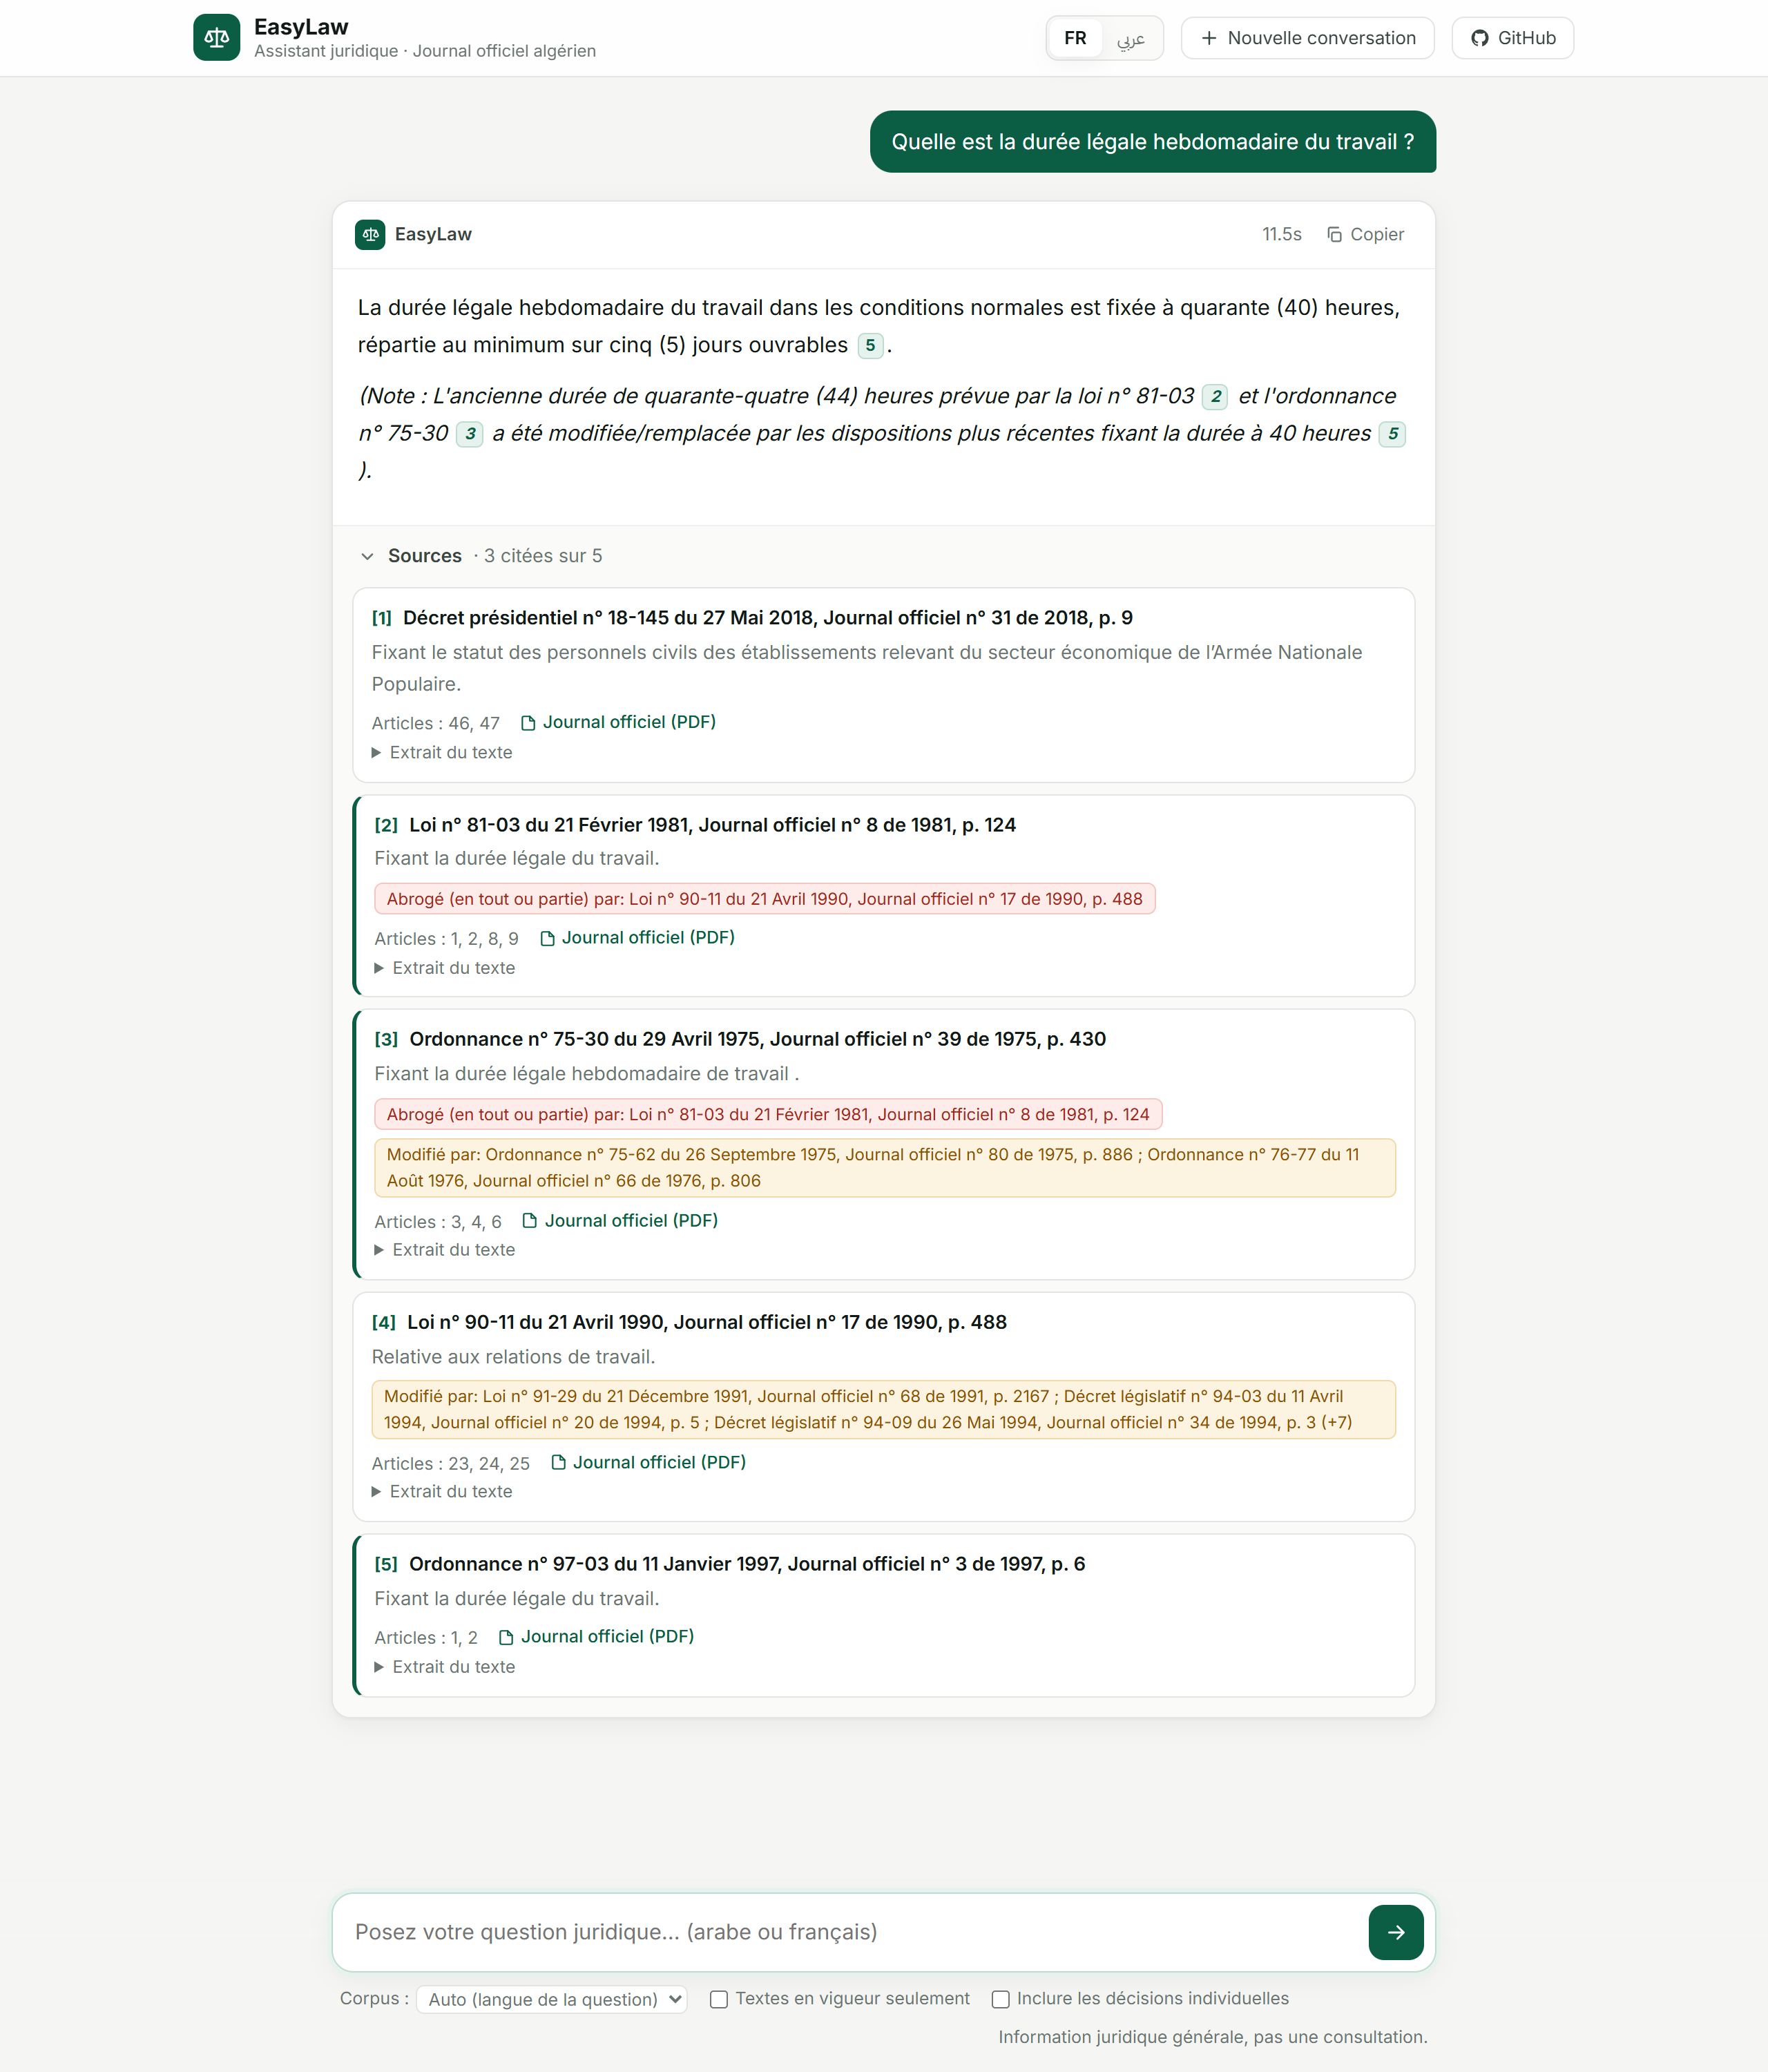 EasyLaw
Assistant juridique · Journal officiel algérien
FR
عربي
Nouvelle conversation
GitHub
Quelle est la durée légale hebdomadaire du travail ?
EasyLaw
11.5s
Copier
La durée légale hebdomadaire du travail dans les conditions normales est fixée à quarante (40) heures,
répartie au minimum sur cinq (5) jours ouvrables 5 .
(Note : L'ancienne durée de quarante-quatre (44) heures prévue par la loi n° 81-03 2 et l'ordonnance
n° 75-30 3 a été modifiée/remplacée par les dispositions plus récentes fixant la durée à 40 heures 5
).
Sources · 3 citées sur 5
[1] Décret présidentiel n° 18-145 du 27 Mai 2018, Journal officiel n° 31 de 2018, p. 9
Fixant le statut des personnels civils des établissements relevant du secteur économique de l’Armée Nationale
Populaire.
Articles : 46, 47 Journal officiel (PDF)
Extrait du texte
[2] Loi n° 81-03 du 21 Février 1981, Journal officiel n° 8 de 1981, p. 124
Fixant la durée légale du travail.
Abrogé (en tout ou partie) par: Loi n° 90-11 du 21 Avril 1990, Journal officiel n° 17 de 1990, p. 488
Articles : 1, 2, 8, 9 Journal officiel (PDF)
Extrait du texte
[3] Ordonnance n° 75-30 du 29 Avril 1975, Journal officiel n° 39 de 1975, p. 430
Fixant la durée légale hebdomadaire de travail .
Abrogé (en tout ou partie) par: Loi n° 81-03 du 21 Février 1981, Journal officiel n° 8 de 1981, p. 124
Modifié par: Ordonnance n° 75-62 du 26 Septembre 1975, Journal officiel n° 80 de 1975, p. 886 ; Ordonnance n° 76-77 du 11
Août 1976, Journal officiel n° 66 de 1976, p. 806
Articles : 3, 4, 6 Journal officiel (PDF)
Extrait du texte
[4] Loi n° 90-11 du 21 Avril 1990, Journal officiel n° 17 de 1990, p. 488
Relative aux relations de travail.
Modifié par: Loi n° 91-29 du 21 Décembre 1991, Journal officiel n° 68 de 1991, p. 2167 ; Décret législatif n° 94-03 du 11 Avril
1994, Journal officiel n° 20 de 1994, p. 5 ; Décret législatif n° 94-09 du 26 Mai 1994, Journal officiel n° 34 de 1994, p. 3 (+7)
Articles : 23, 24, 25 Journal officiel (PDF)
Extrait du texte
[5] Ordonnance n° 97-03 du 11 Janvier 1997, Journal officiel n° 3 de 1997, p. 6
Fixant la durée légale du travail.
Articles : 1, 2 Journal officiel (PDF)
Extrait du texte
Posez votre question juridique… (arabe ou français)
Corpus : Auto (langue de la question) Textes en vigueur seulement Inclure les décisions individuelles
Information juridique générale, pas une consultation.